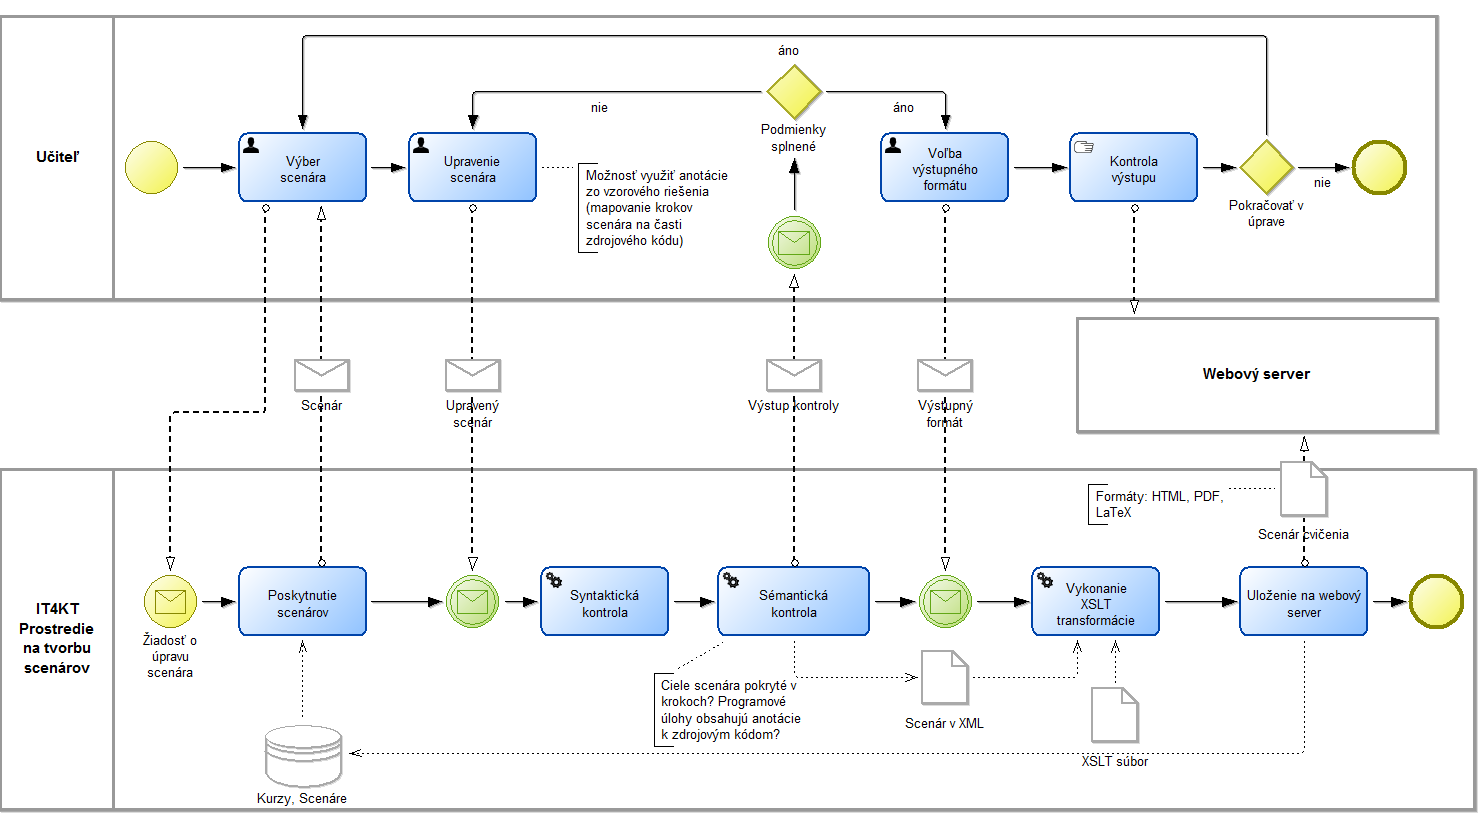 Učiteľ
áno
nie
áno
Podmienky
splnené
Výber
scenára
Upravenie
scenára
Možnosť využiť anotácie
zo vzorového riešenia
(mapovanie krokov
scenára na časti
zdrojového kódu)
Voľba
výstupného
formátu
Kontrola
výstupu
nie
Pokračovať v
úprave
Webový server
Scenár
Upravený
scenár
Výstup kontroly
Výstupný
formát
Formáty: HTML, PDF,
LaTeX
Scenár cvičenia
IT4KT
Prostredie
na tvorbu
scenárov
Žiadosť o
úpravu
scenára
Poskytnutie
scenárov
Syntaktická
kontrola
Sémantická
kontrola
Vykonanie
XSLT
transformácie
Uloženie na webový
server
Ciele scenára pokryté v
krokoch? Programové
úlohy obsahujú anotácie
k zdrojovým kódom?
Scenár v XML
XSLT súbor
Kurzy, Scenáre